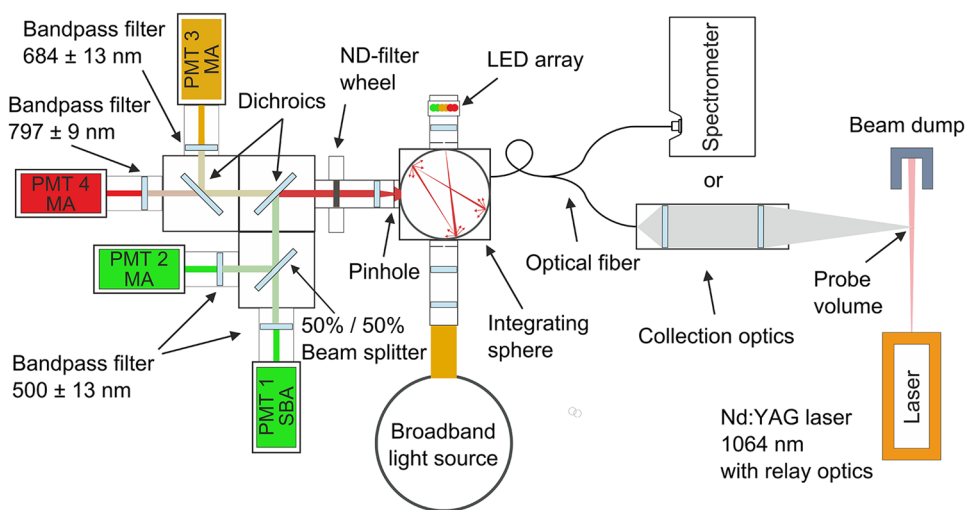 Bandpass filter
684 ± 13 nm
PMT 3
MA
ND-filter
wheel
LED array
Spectrometer
Bandpass filter
797 ± 9 nm
Dichroics
Beam dump
PMT 4
MA
or
PMT 2
MA
Pinhole
Optical fiber
Probe
volume
Integrating
sphere
Collection optics
50% / 50%
Beam splitter
Bandpass filter
500 ± 13 nm
PMT 1
SBA
Broadband
light source
Nd:YAG laser
1064 nm
with relay optics
Laser